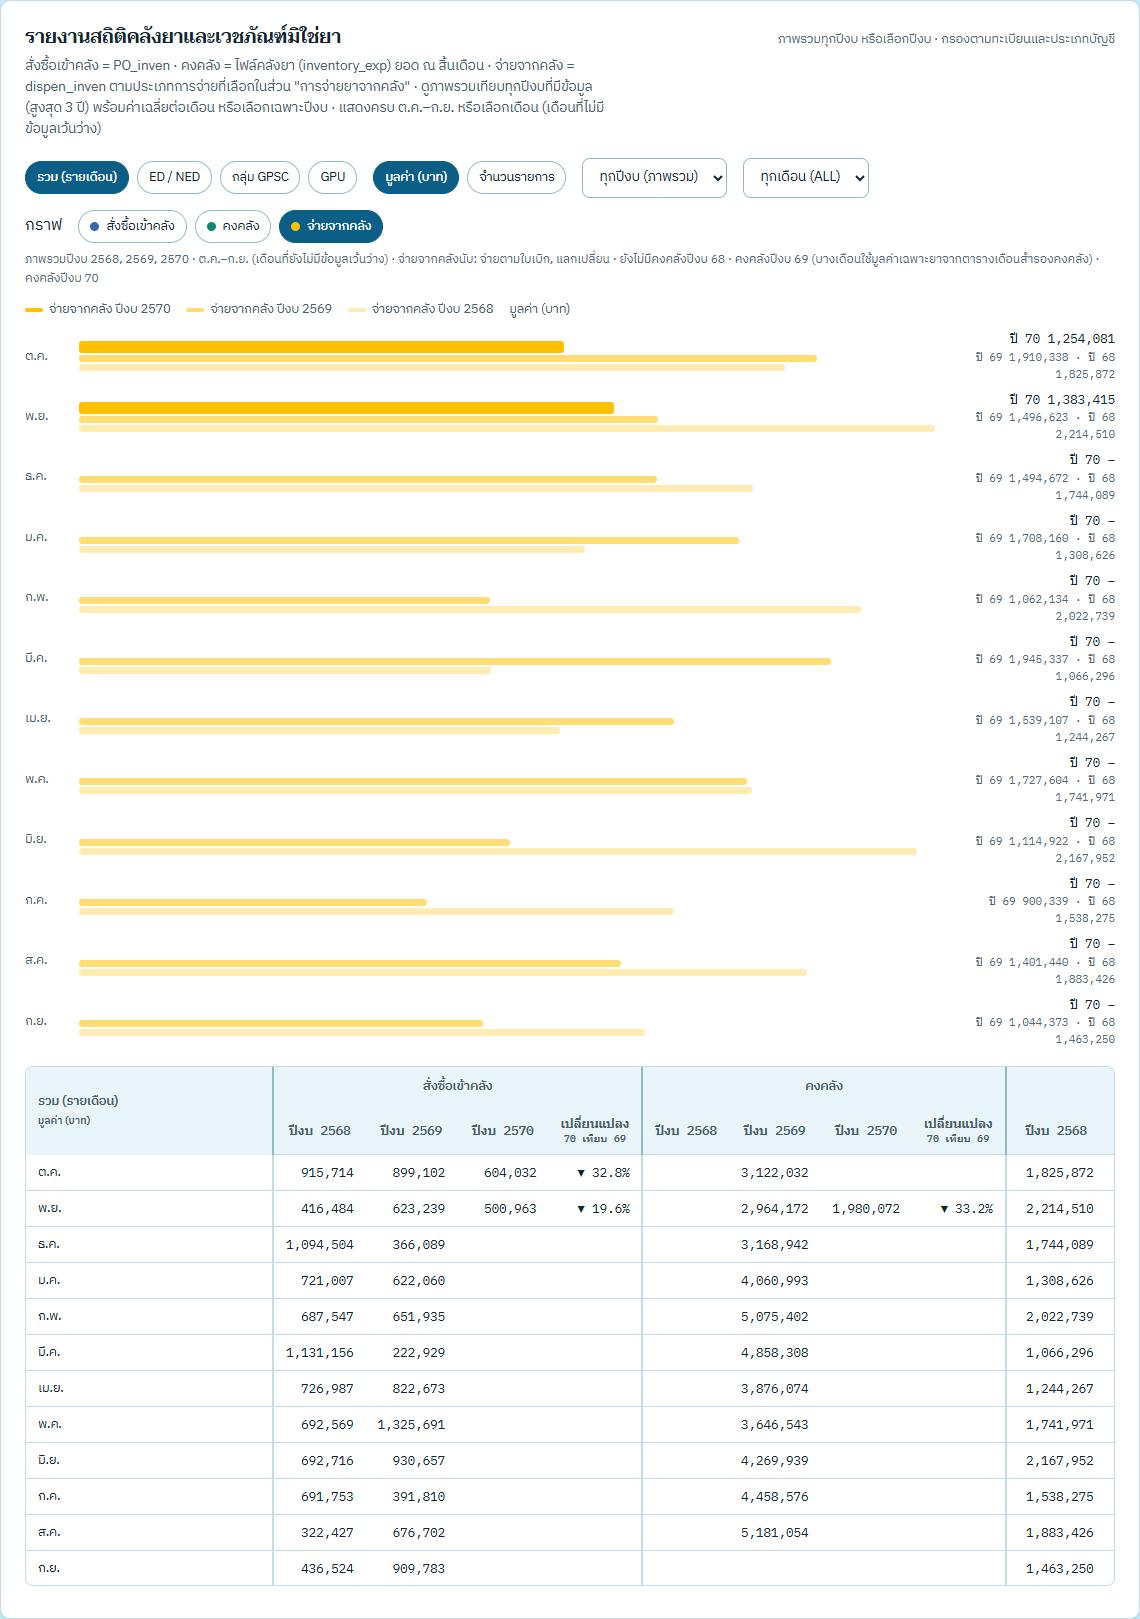 รายงานสถิติคลังยาและเวชภัณฑ์มิใช่ยา
ภาพรวมทุกปีงบ หรือเลือกปีงบ · กรองตามทะเบียนและประเภทบัญชี
สั่งซื้อเข้าคลัง = PO_inven · คงคลัง = ไฟล์คลังยา (inventory_exp) ยอด ณ สิ้นเดือน · จ่ายจากคลัง =
dispen_inven ตามประเภทการจ่ายที่เลือกในส่วน "การจ่ายยาจากคลัง" · ดูภาพรวมเทียบทุกปีงบที่มีข้อมูล
(สูงสุด 3 ปี) พร้อมค่าเฉลี่ยต่อเดือน หรือเลือกเฉพาะปีงบ · แสดงครบ ต.ค.–ก.ย. หรือเลือกเดือน (เดือนที่ไม่มี
ข้อมูลเว้นว่าง)
รวม (รายเดือน) ED / NED กลุ่ม GPSC GPU มูลค่า (บาท) จำนวนรายการ ทุกปีงบ (ภาพรวม) ทุกเดือน (ALL)
กราฟ สั่งซื้อเข้าคลัง คงคลัง จ่ายจากคลัง
ภาพรวมปีงบ 2568, 2569, 2570 · ต.ค.–ก.ย. (เดือนที่ยังไม่มีข้อมูลเว้นว่าง) · จ่ายจากคลังนับ: จ่ายตามใบเบิก, แลกเปลี่ยน · ยังไม่มีคงคลังปีงบ 68 · คงคลังปีงบ 69 (บางเดือนใช้มูลค่าเฉพาะยาจากตารางเดือนสำรองคงคลัง) ·
คงคลังปีงบ 70
จ่ายจากคลัง ปีงบ 2570 จ่ายจากคลัง ปีงบ 2569 จ่ายจากคลัง ปีงบ 2568 มูลค่า (บาท)
ต.ค. ปี 70 1,254,081
ปี 69 1,910,338 · ปี 68
1,825,872
พ.ย. ปี 70 1,383,415
ปี 69 1,496,623 · ปี 68
2,214,510
ธ.ค. ปี 70 –
ปี 69 1,494,672 · ปี 68
1,744,089
ม.ค. ปี 70 –
ปี 69 1,708,160 · ปี 68
1,308,626
ก.พ. ปี 70 –
ปี 69 1,062,134 · ปี 68
2,022,739
มี.ค. ปี 70 –
ปี 69 1,945,337 · ปี 68
1,066,296
เม.ย. ปี 70 –
ปี 69 1,539,107 · ปี 68
1,244,267
พ.ค. ปี 70 –
ปี 69 1,727,604 · ปี 68
1,741,971
มิ.ย. ปี 70 –
ปี 69 1,114,922 · ปี 68
2,167,952
ก.ค. ปี 70 –
ปี 69 900,339 · ปี 68
1,538,275
ส.ค. ปี 70 –
ปี 69 1,401,440 · ปี 68
1,883,426
ก.ย. ปี 70 –
ปี 69 1,044,373 · ปี 68
1,463,250
รวม (รายเดือน) สั่งซื้อเข้าคลัง คงคลัง
มูลค่า (บาท)
ปีงบ 2568 ปีงบ 2569 ปีงบ 2570 เปลี่ยนแปลง ปีงบ 2568 ปีงบ 2569 ปีงบ 2570 เปลี่ยนแปลง ปีงบ 2568
70 เทียบ 69 70 เทียบ 69
ต.ค. 915,714 899,102 604,032 ▼ 32.8% 3,122,032 1,825,872
พ.ย. 416,484 623,239 500,963 ▼ 19.6% 2,964,172 1,980,072 ▼ 33.2% 2,214,510
ธ.ค. 1,094,504 366,089 3,168,942 1,744,089
ม.ค. 721,007 622,060 4,060,993 1,308,626
ก.พ. 687,547 651,935 5,075,402 2,022,739
มี.ค. 1,131,156 222,929 4,858,308 1,066,296
เม.ย. 726,987 822,673 3,876,074 1,244,267
พ.ค. 692,569 1,325,691 3,646,543 1,741,971
มิ.ย. 692,716 930,657 4,269,939 2,167,952
ก.ค. 691,753 391,810 4,458,576 1,538,275
ส.ค. 322,427 676,702 5,181,054 1,883,426
ก.ย. 436,524 909,783 1,463,250